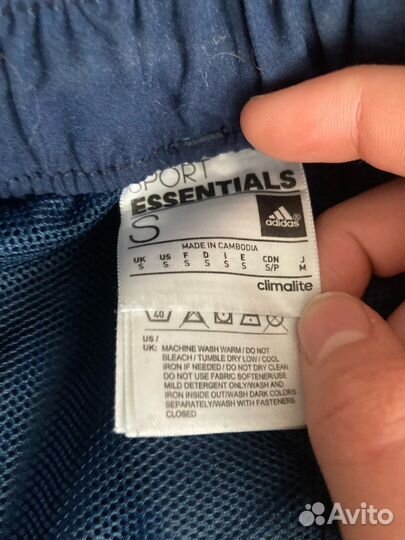 SPORT
ESSENTIALS
S
adidas®
MADE IN CAMBODIA
UK US F D I E CDN J
S S S S S S S/P M
climalite
40
US /
UK: MACHINE WASH WARM / DO NOT
BLEACH / TUMBLE DRY LOW / COOL
IRON IF NEEDED / DO NOT DRY CLEAN
DO NOT USE FABRIC SOFTENER/USE
MILD DETERGENT ONLY/WASH AND
IRON INSIDE OUT/WASH DARK COLORS
SEPARATELY/WASH WITH FASTENERS
CLOSED
Avito